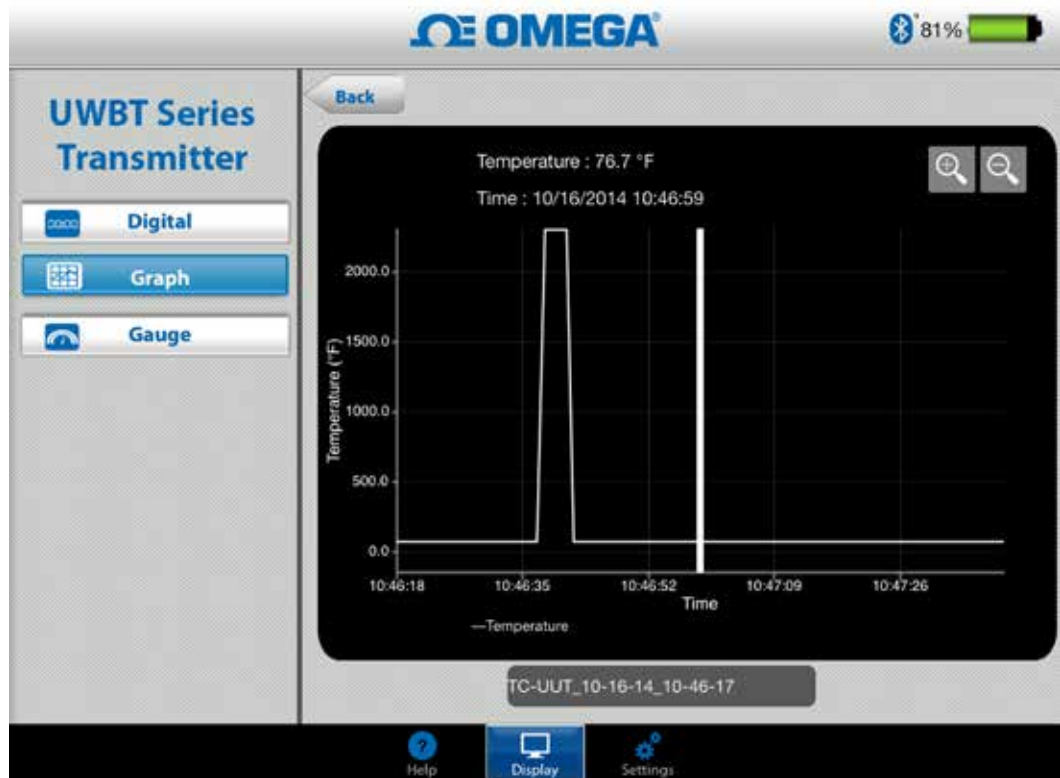 OMEGA
81%
UWBT Series
Transmitter
Digital
Graph
Gauge
Back
Temperature : 76.7 °F
Time : 10/16/2014 10:46:59
Temperature (°F)
2000.0
1500.0
1000.0
500.0
0.0
10:46:18 10:46:35 10:46:52 10:47:09 10:47:26
Time
—Temperature
TC-UUT_10-16-14_10-46-17
? Help
Display
Settings